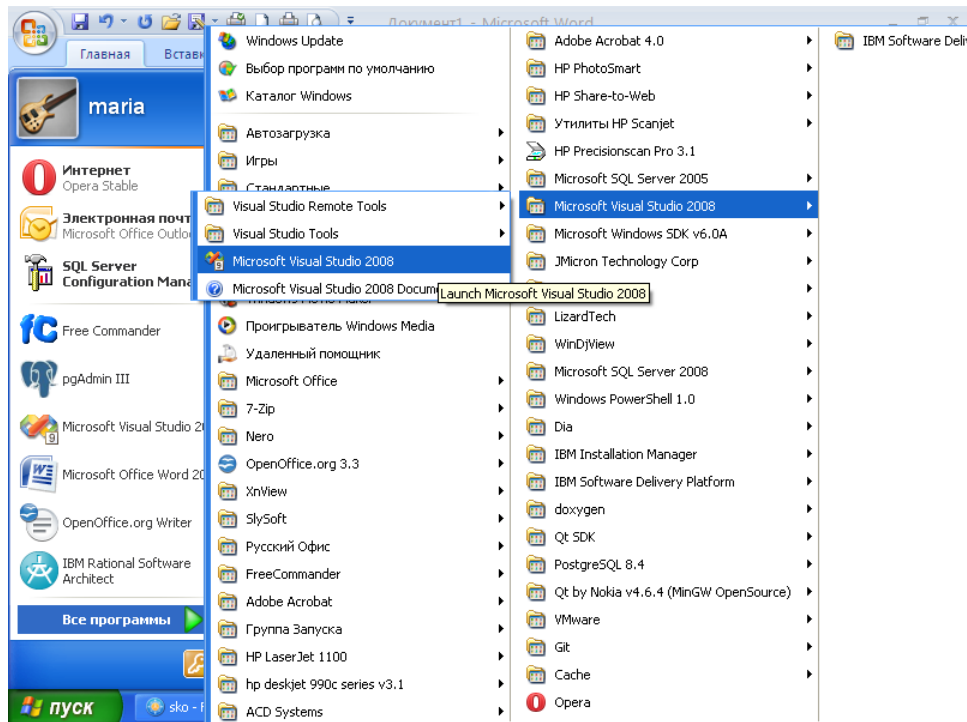 Документ1 - Microsoft Word
Главная
maria
Интернет
Opera Stable
Электронная
Microsoft Office
SQL Server
Configuration
Free Commander
pgAdmin III
Microsoft Visual Studio
Microsoft Office Word
OpenOffice.org Writer
IBM Rational Software
Architect
Все программы
пуск
sko
Windows Update
Выбор программ по умолчанию
Каталог Windows
Автозагрузка
Игры
Стандартные
Visual Studio Remote Tools
Visual Studio Tools
Microsoft Visual Studio 2008
9
Microsoft Visual Studio 2008
Launch Microsoft Visual Studio 2008
Проигрыватель Windows Media
Удаленный помощник
Microsoft Office
7-Zip
Nero
OpenOffice.org 3.3
XnView
SlySoft
Русский Офис
FreeCommander
Adobe Acrobat
Группа Запуска
HP LaserJet 1100
hp deskjet 990c series v3.1
ACD Systems
Adobe Acrobat 4.0
HP PhotoSmart
HP Share-to-Web
Утилиты HP Scanjet
HP Precisionscan Pro 3.1
Microsoft SQL Server 2005
Microsoft Visual Studio 2008
Microsoft Windows SDK v6.0A
JMicron Technology Corp
LizardTech
WinDjView
Microsoft SQL Server 2008
Windows PowerShell 1.0
Dia
IBM Installation Manager
IBM Software Delivery Platform
doxygen
Qt SDK
PostgreSQL 8.4
Qt by Nokia v4.6.4 (MinGW OpenSource)
VMware
Git
Cache
Opera
IBM Software